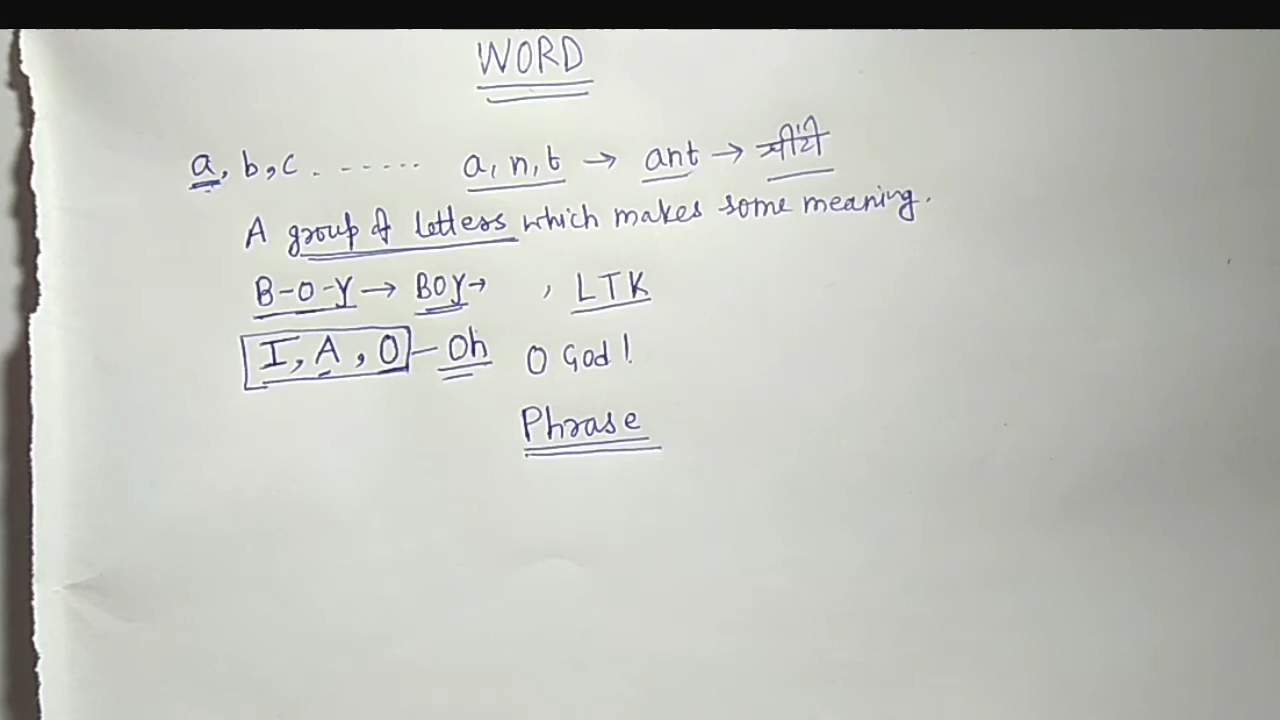 WORD
a, b, c . - - - - . . . a, n, t → ant → चींटी
A group of letters which makes some meaning.
B-O-Y → BOY → , LTK
I, A, O - Oh O God!
Phrase